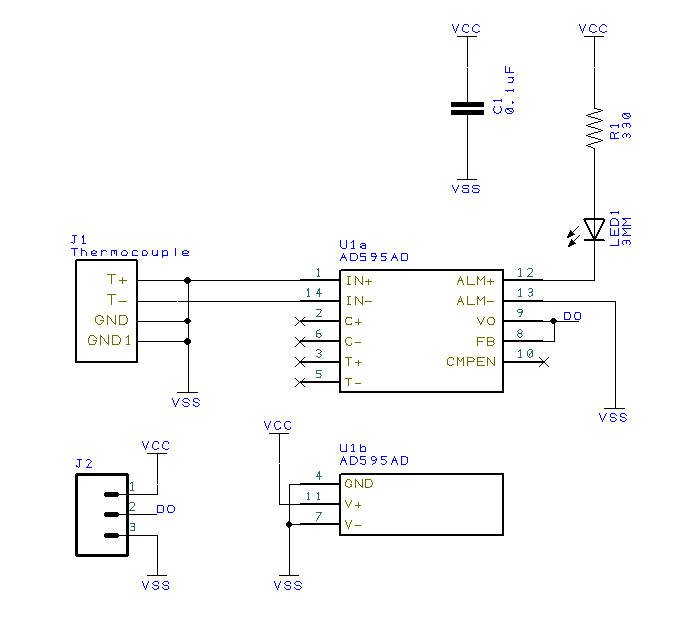 VCC
VCC
C1
0.1uF
R1
330
VSS
LED1
3MM
J1
Thermocouple
T+
T-
GND
GND1
VSS
U1a
AD595AD
1 IN+
14 IN-
2 C+
6 C-
3 T+
5 T-
ALM+ 12
ALM- 13
VO 9
FB 8
CMPEN 10
DO
VSS
J2
VCC
1
2
DO
3
VSS
VCC
U1b
AD595AD
4 GND
11 V+
7 V-
VSS